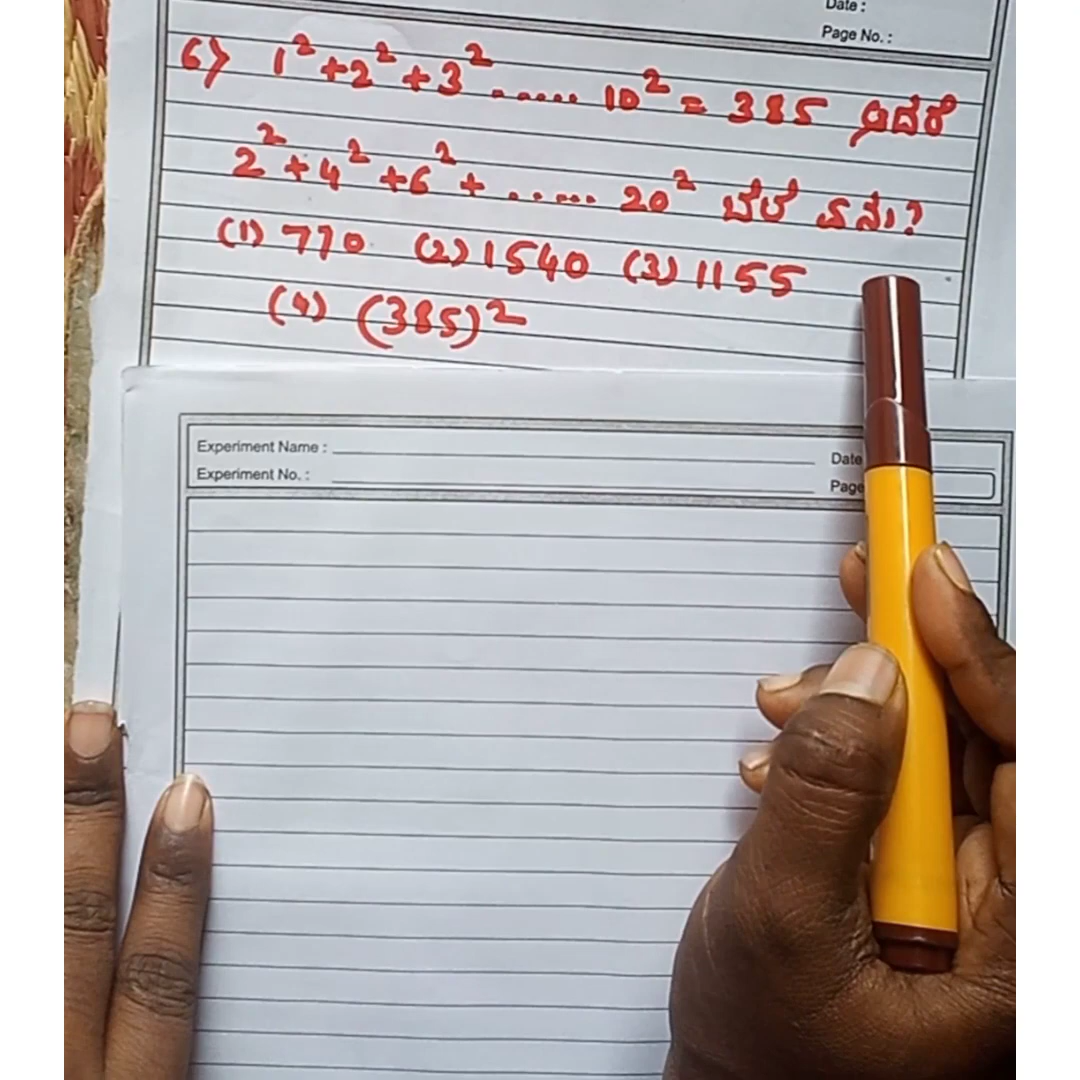 Date :
Page No. :
6) 1² + 2² + 3² ..... 10² = 385 ಆದರೆ
2² + 4² + 6² + ...... 20² ಬೆಲೆ ಏನು?
(1) 770 (2) 1540 (3) 1155
(4) (385)²
Experiment Name :
Date
Experiment No. :
Page